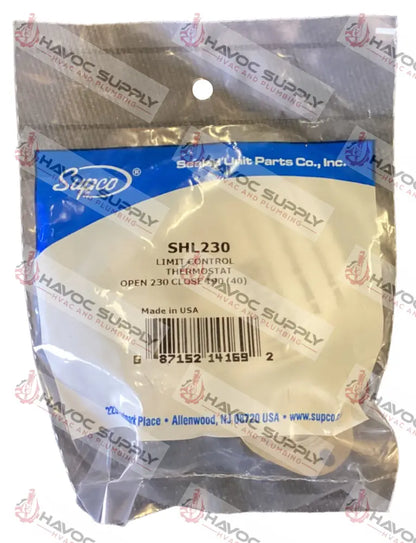 Sealed Unit Parts Co., Inc.
Supco®
SHL230
LIMIT CONTROL
THERMOSTAT
OPEN 230 CLOSE 190 (40)
Made in USA
87152 14169 2
Place • Allenwood, NJ 08720 USA • www.supco.
HAVOC SUPPLY
HVAC AND PLUMBING